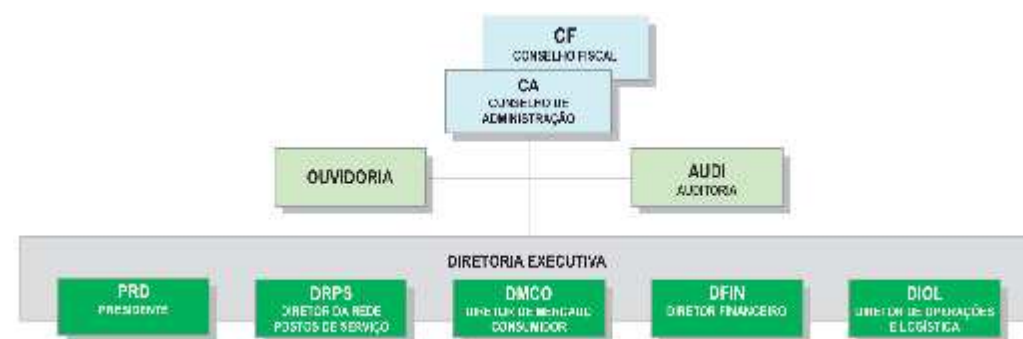 CF
CONSELHO FISCAL
CA
CONSELHO DE
ADMINISTRAÇÃO
OUVIDORIA
AUDI
AUDITORIA
DIRETORIA EXECUTIVA
PRD
PRESIDENTE
DRPS
DIRETOR DA REDE
POSTOS DE SERVIÇO
DMCO
DIRETOR DE MERCADO
CONSUMIDOR
DFIN
DIRETOR FINANCEIRO
DIOL
DIRETOR DE OPERAÇÕES
E LOGÍSTICA